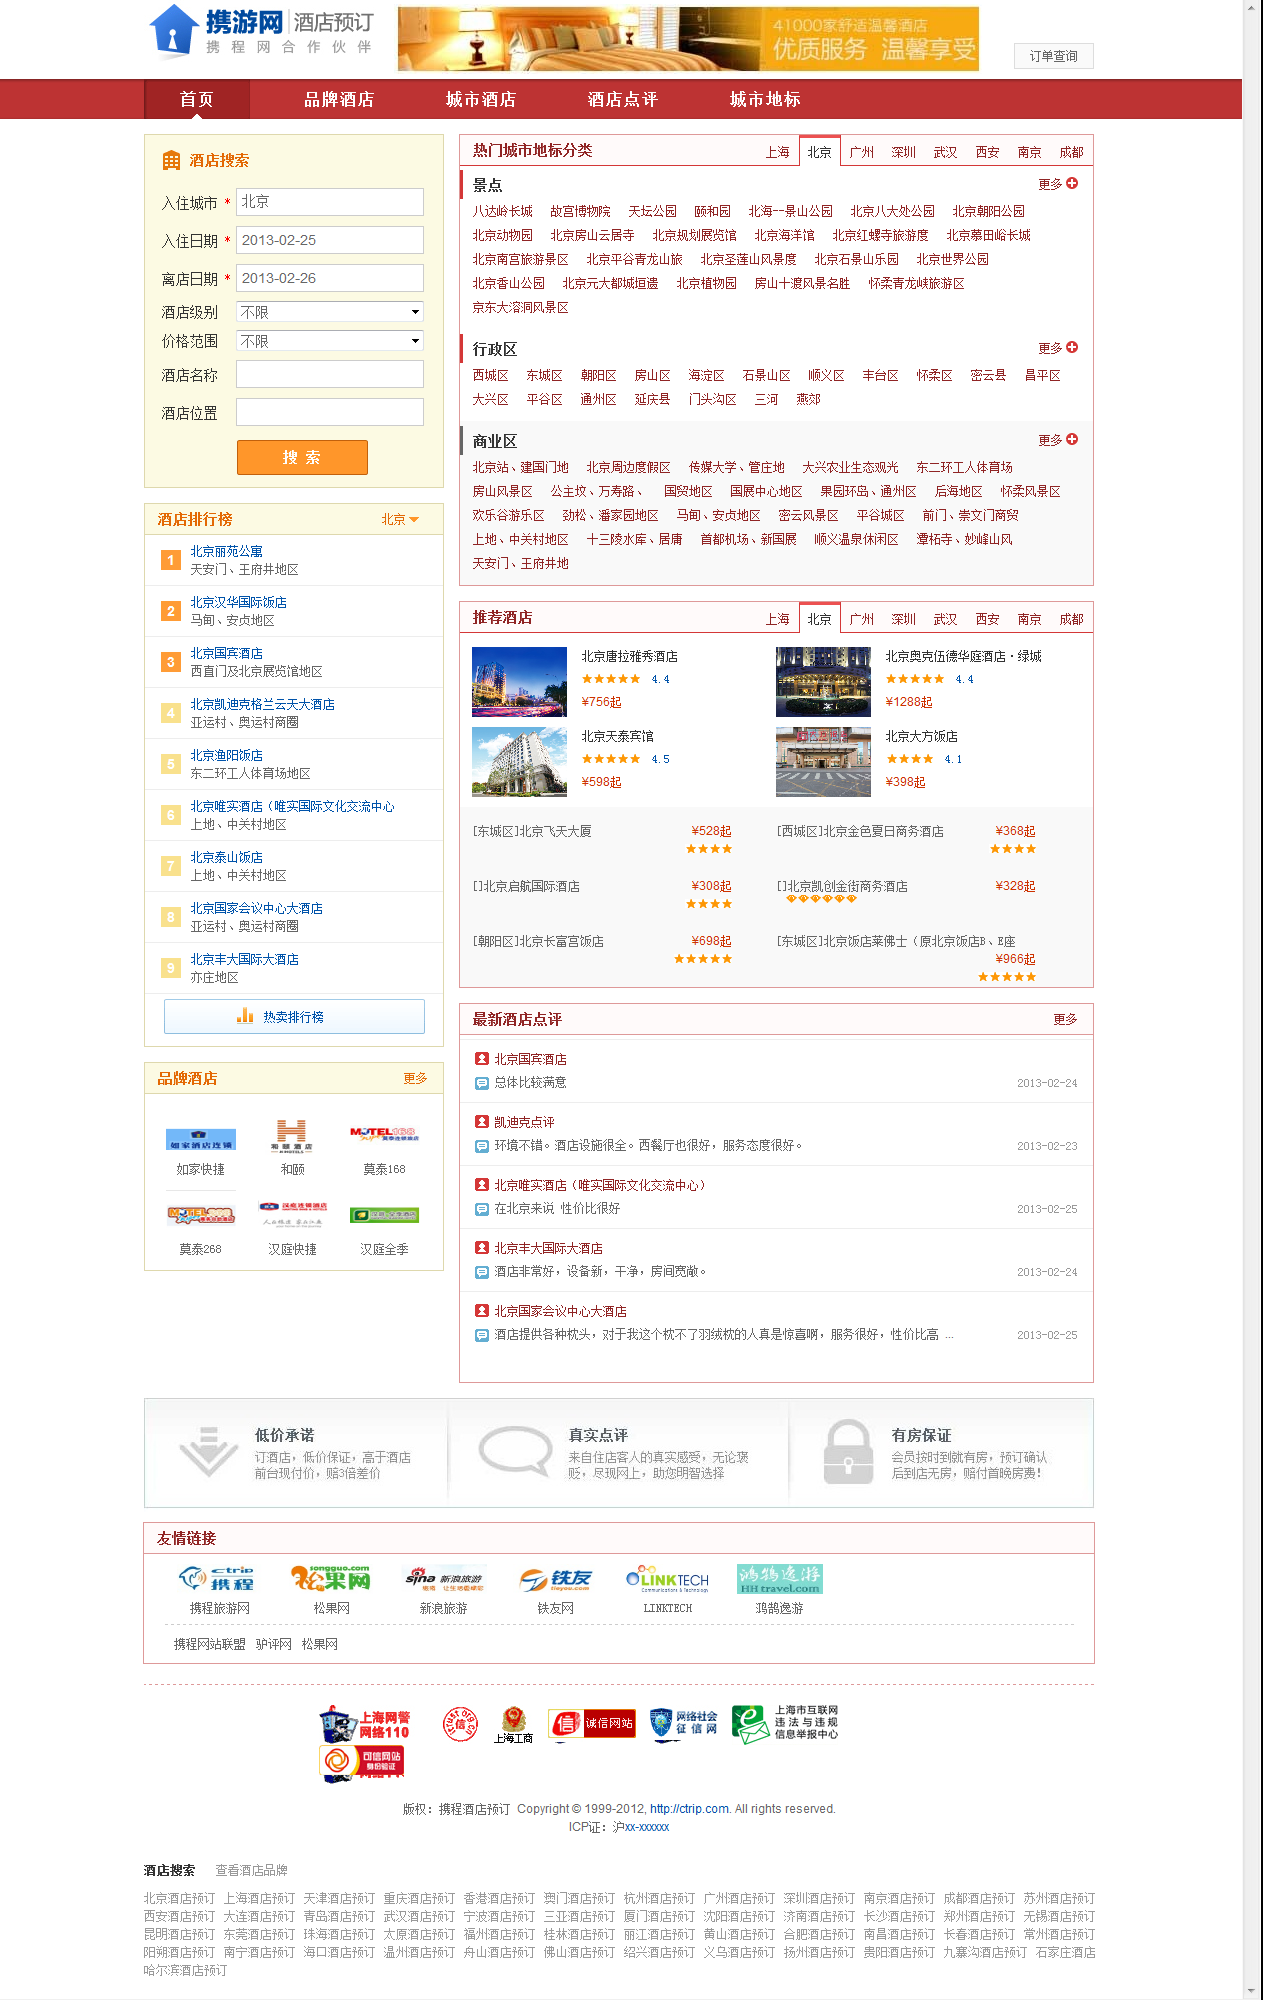 携游网 酒店预订
携程网合作伙伴
41000家舒适温馨酒店
优质服务 温馨享受
订单查询
首页 品牌酒店 城市酒店 酒店点评 城市地标
酒店搜索
入住城市 * 北京
入住日期 * 2013-02-25
离店日期 * 2013-02-26
酒店级别 不限
价格范围 不限
酒店名称
酒店位置
搜 索
酒店排行榜 北京
1 北京丽苑公寓
天安门、王府井地区
2 北京汉华国际饭店
马甸、安贞地区
3 北京国宾酒店
西直门及北京展览馆地区
4 北京凯迪克格兰云天大酒店
亚运村、奥运村商圈
5 北京渔阳饭店
东二环工人体育场地区
6 北京唯实酒店（唯实国际文化交流中心
上地、中关村地区
7 北京泰山饭店
上地、中关村地区
8 北京国家会议中心大酒店
亚运村、奥运村商圈
9 北京丰大国际大酒店
亦庄地区
热卖排行榜
品牌酒店 更多
如家酒店连锁 和颐酒店 MOTEL168
如家快捷 和颐 莫泰168
MOTEL268 汉庭连锁酒店
莫泰268 汉庭快捷 汉庭全季
热门城市地标分类 上海 北京 广州 深圳 武汉 西安 南京 成都
景点 更多
八达岭长城 故宫博物院 天坛公园 颐和园 北海--景山公园 北京八大处公园 北京朝阳公园
北京动物园 北京房山云居寺 北京规划展览馆 北京海洋馆 北京红螺寺旅游度 北京慕田峪长城
北京南宫旅游景区 北京平谷青龙山旅 北京圣莲山风景度 北京石景山乐园 北京世界公园
北京香山公园 北京元大都城垣遗 北京植物园 房山十渡风景名胜 怀柔青龙峡旅游区
京东大溶洞风景区
行政区 更多
西城区 东城区 朝阳区 房山区 海淀区 石景山区 顺义区 丰台区 怀柔区 密云县 昌平区
大兴区 平谷区 通州区 延庆县 门头沟区 三河 燕郊
商业区 更多
北京站、建国门地 北京周边度假区 传媒大学、管庄地 大兴农业生态观光 东二环工人体育场
房山风景区 公主坟、万寿路、 国贸地区 国展中心地区 果园环岛、通州区 后海地区 怀柔风景区
欢乐谷游乐区 劲松、潘家园地区 马甸、安贞地区 密云风景区 平谷城区 前门、崇文门商贸
上地、中关村地区 十三陵水库、居庸 首都机场、新国展 顺义温泉休闲区 潭柘寺、妙峰山风
天安门、王府井地
推荐酒店 上海 北京 广州 深圳 武汉 西安 南京 成都
北京唐拉雅秀酒店 4.4 ¥756起
北京奥克伍德华庭酒店·绿城 4.4 ¥1288起
北京天泰宾馆 4.5 ¥598起
北京大方饭店 4.1 ¥398起
[东城区]北京飞天大厦 ¥528起 [西城区]北京金色夏日商务酒店 ¥368起
[]北京启航国际酒店 ¥308起 []北京凯创金街商务酒店 ¥328起
[朝阳区]北京长富宫饭店 ¥698起 [东城区]北京饭店莱佛士（原北京饭店B、E座
¥966起
最新酒店点评 更多
北京国宾酒店
总体比较满意 2013-02-24
凯迪克点评
环境不错。酒店设施很全。西餐厅也很好，服务态度很好。 2013-02-23
北京唯实酒店（唯实国际文化交流中心）
在北京来说 性价比很好 2013-02-25
北京丰大国际大酒店
酒店非常好，设备新，干净，房间宽敞。 2013-02-24
北京国家会议中心大酒店
酒店提供各种枕头，对于我这个枕不了羽绒枕的人真是惊喜啊，服务很好，性价比高 ... 2013-02-25
低价承诺
订酒店，低价保证，高于酒店
前台现付价，赔3倍差价
真实点评
来自住店客人的真实感受，无论褒
贬，尽现网上，助您明智选择
有房保证
会员按时到就有房，预订确认
后到店无房，赔付首晚房费！
友情链接
ctrip 携程 songguo.com 松果网 sina 新浪旅游 铁友 tieyou.com LINKTECH 鸿鹄逸游 HHtravel.com
携程旅游网 松果网 新浪旅游 铁友网 LINKTECH 鸿鹄逸游
携程网站联盟 驴评网 松果网
上海网警 网络110 上海工商 诚信网站 网络社会征信网 上海市互联网违法与违规信息举报中心
可信网站 身份验证
版权：携程酒店预订 Copyright © 1999-2012, http://ctrip.com. All rights reserved.
ICP证：沪xx-xxxxxx
酒店搜索 查看酒店品牌
北京酒店预订 上海酒店预订 天津酒店预订 重庆酒店预订 香港酒店预订 澳门酒店预订 杭州酒店预订 广州酒店预订 深圳酒店预订 南京酒店预订 成都酒店预订 苏州酒店预订
西安酒店预订 大连酒店预订 青岛酒店预订 武汉酒店预订 宁波酒店预订 三亚酒店预订 厦门酒店预订 沈阳酒店预订 济南酒店预订 长沙酒店预订 郑州酒店预订 无锡酒店预订
昆明酒店预订 东莞酒店预订 珠海酒店预订 太原酒店预订 福州酒店预订 桂林酒店预订 丽江酒店预订 黄山酒店预订 合肥酒店预订 南昌酒店预订 长春酒店预订 常州酒店预订
阳朔酒店预订 南宁酒店预订 海口酒店预订 温州酒店预订 舟山酒店预订 佛山酒店预订 绍兴酒店预订 义乌酒店预订 扬州酒店预订 贵阳酒店预订 九寨沟酒店预订 石家庄酒店
哈尔滨酒店预订